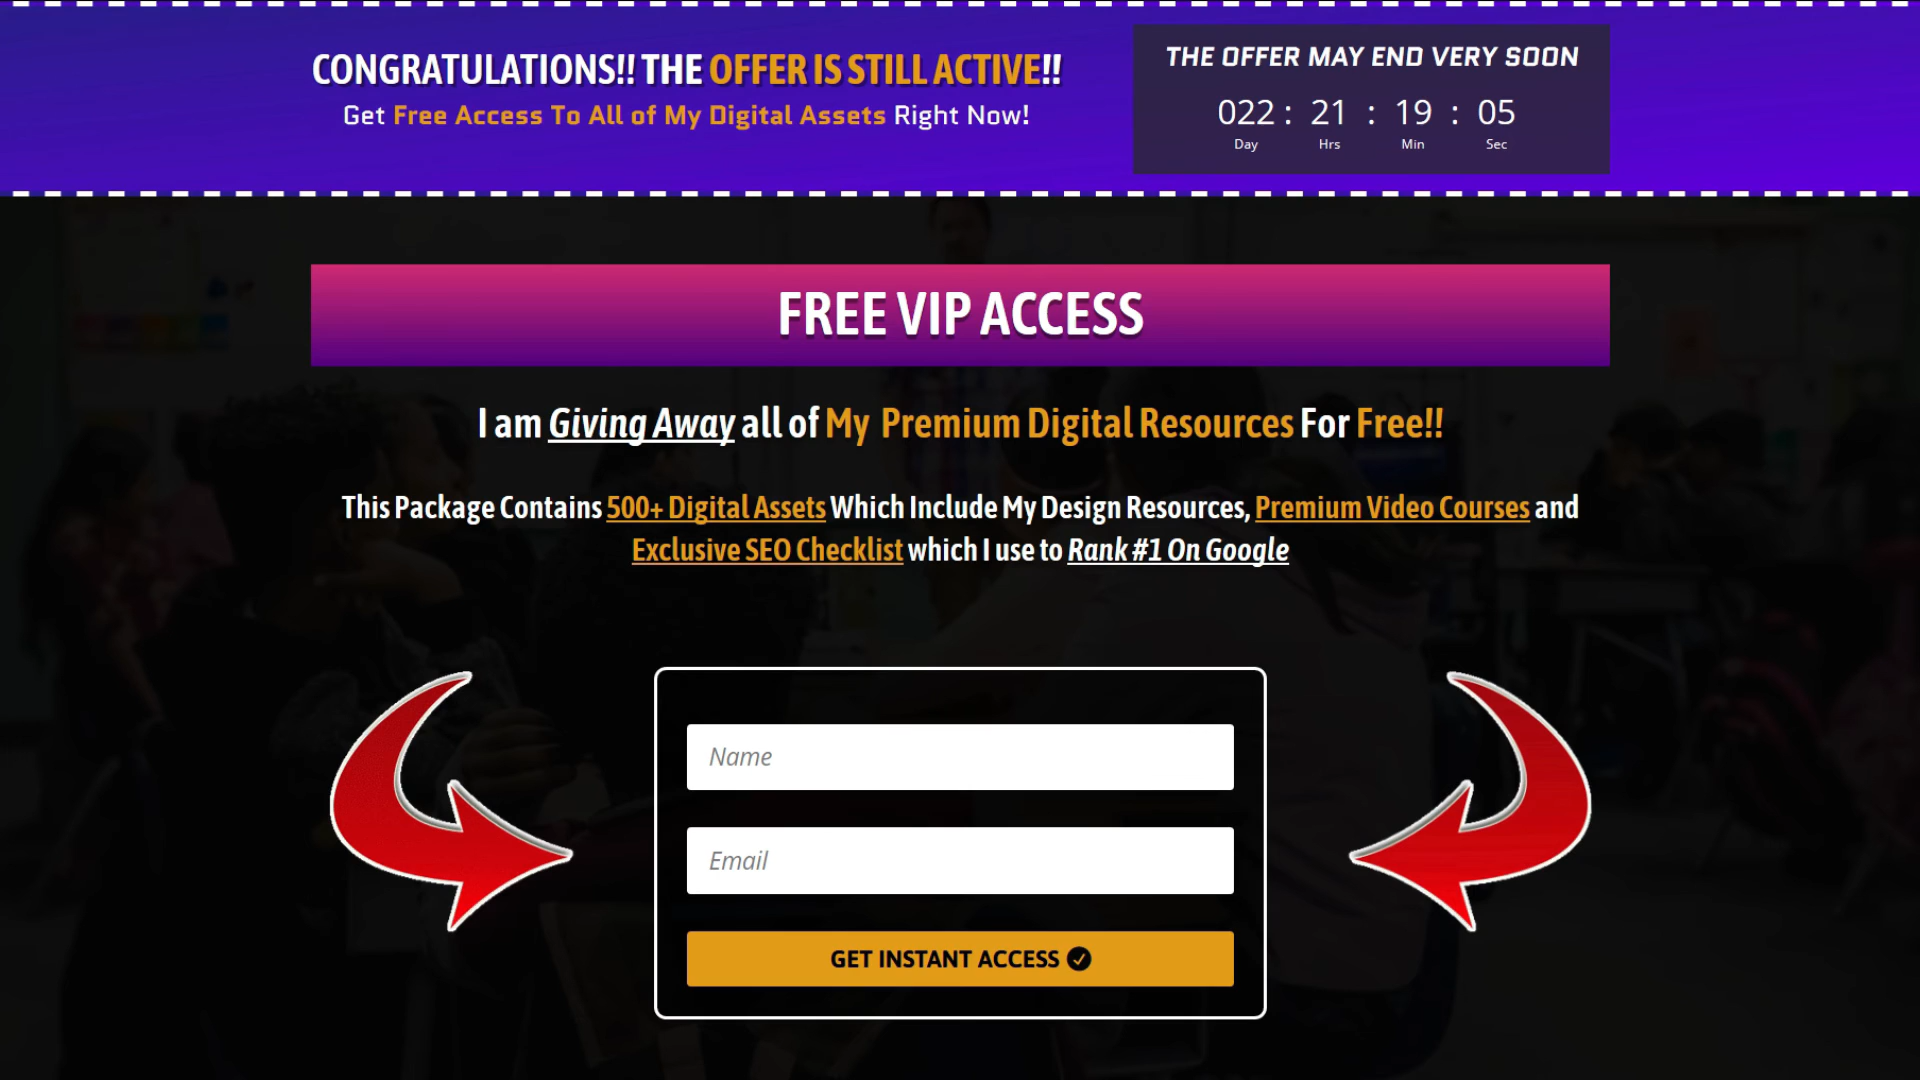 CONGRATULATIONS!! THE OFFER IS STILL ACTIVE!!
Get Free Access To All of My Digital Assets Right Now!
THE OFFER MAY END VERY SOON
022 : 21 : 19 : 05
Day Hrs Min Sec
FREE VIP ACCESS
I am Giving Away all of My Premium Digital Resources For Free!!
This Package Contains 500+ Digital Assets Which Include My Design Resources, Premium Video Courses and
Exclusive SEO Checklist which I use to Rank #1 On Google
Name
Email
GET INSTANT ACCESS